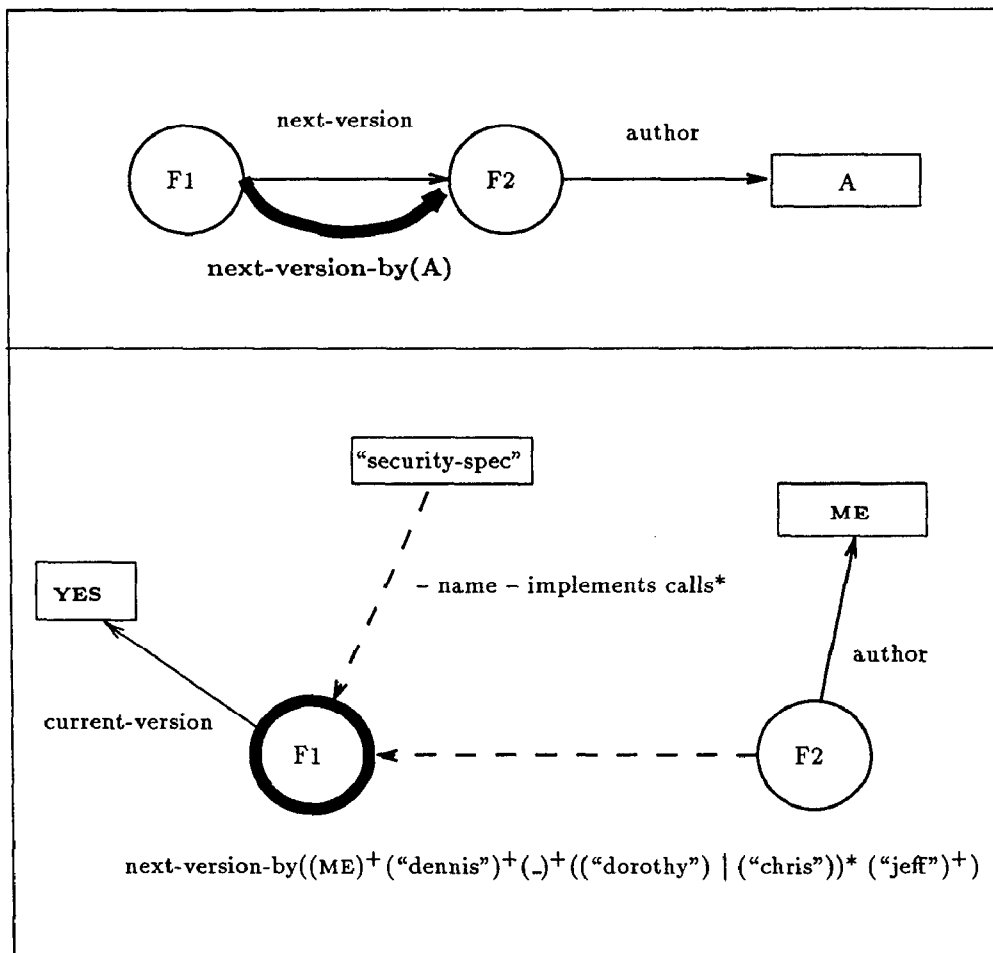 next-version
author
F1
F2
A
next-version-by(A)
“security-spec”
ME
YES
– name – implements calls*
author
current-version
F1
F2
next-version-by((ME)⁺ (“dennis”)⁺ (_)⁺ ((“dorothy”) | (“chris”))* (“jeff”)⁺)